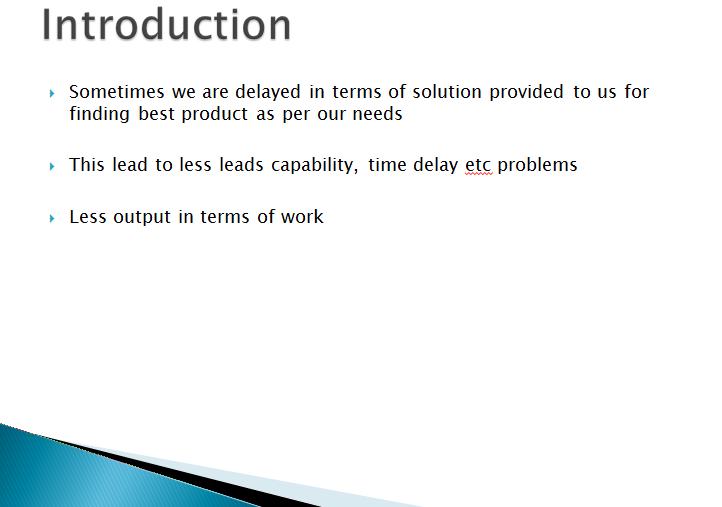 Introduction
Sometimes we are delayed in terms of solution provided to us for
finding best product as per our needs
This lead to less leads capability, time delay etc problems
Less output in terms of work